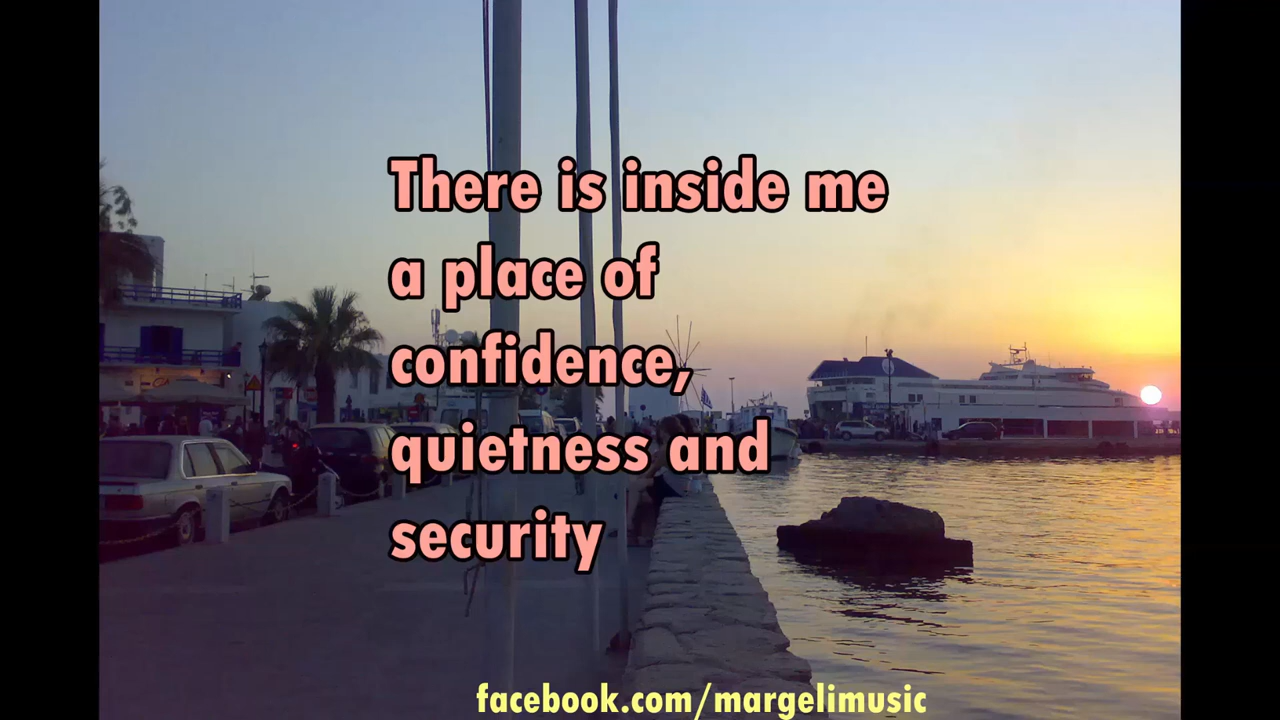 There is inside me
a place of
confidence,
quietness and
security
facebook.com/margelimusic